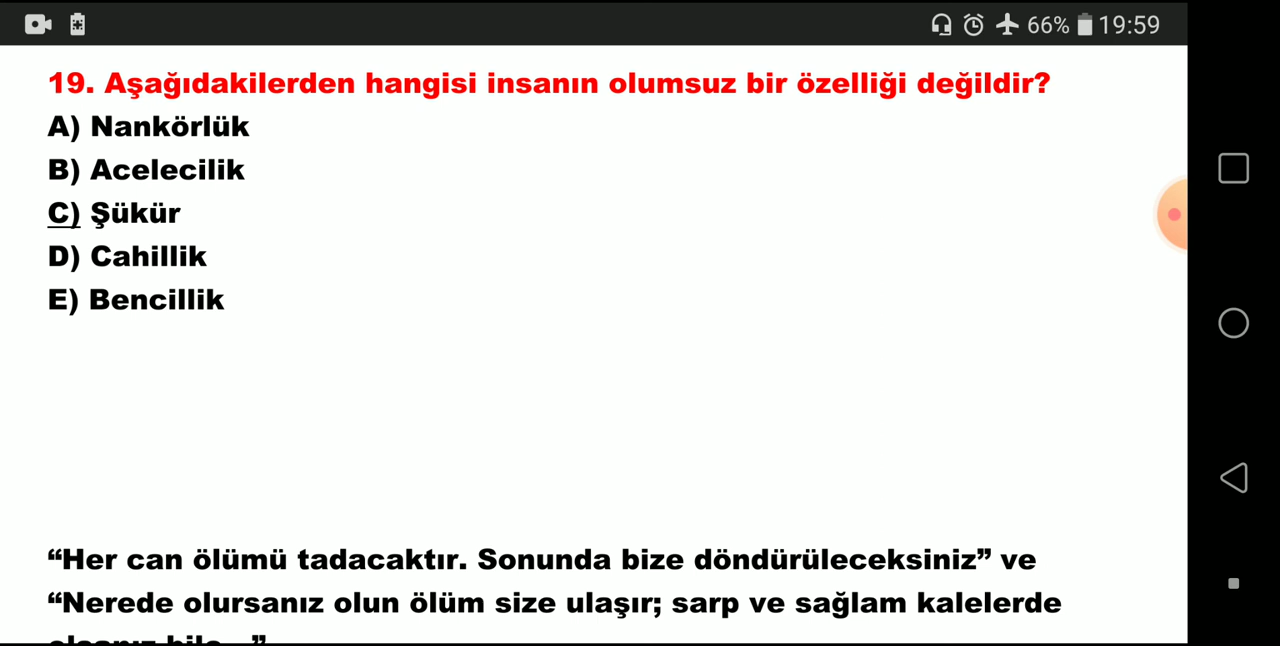 66% 19:59
19. Aşağıdakilerden hangisi insanın olumsuz bir özelliği değildir?
A) Nankörlük
B) Acelecilik
C) Şükür
D) Cahillik
E) Bencillik
“Her can ölümü tadacaktır. Sonunda bize döndürüleceksiniz” ve
“Nerede olursanız olun ölüm size ulaşır; sarp ve sağlam kalelerde